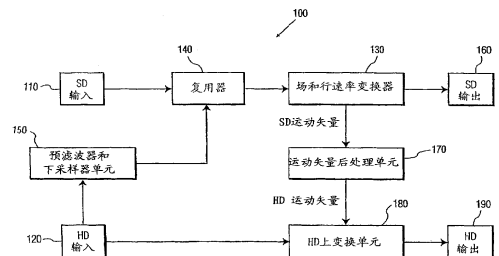 100
140
130
160
110
SD
输入
复用器
场和行速率变换器
SD
输出
150
SD运动矢量
预滤波器和
下采样器单元
运动矢量后处理单元
170
HD 运动矢量
180
190
120
HD
输入
HD上变换单元
HD
输出